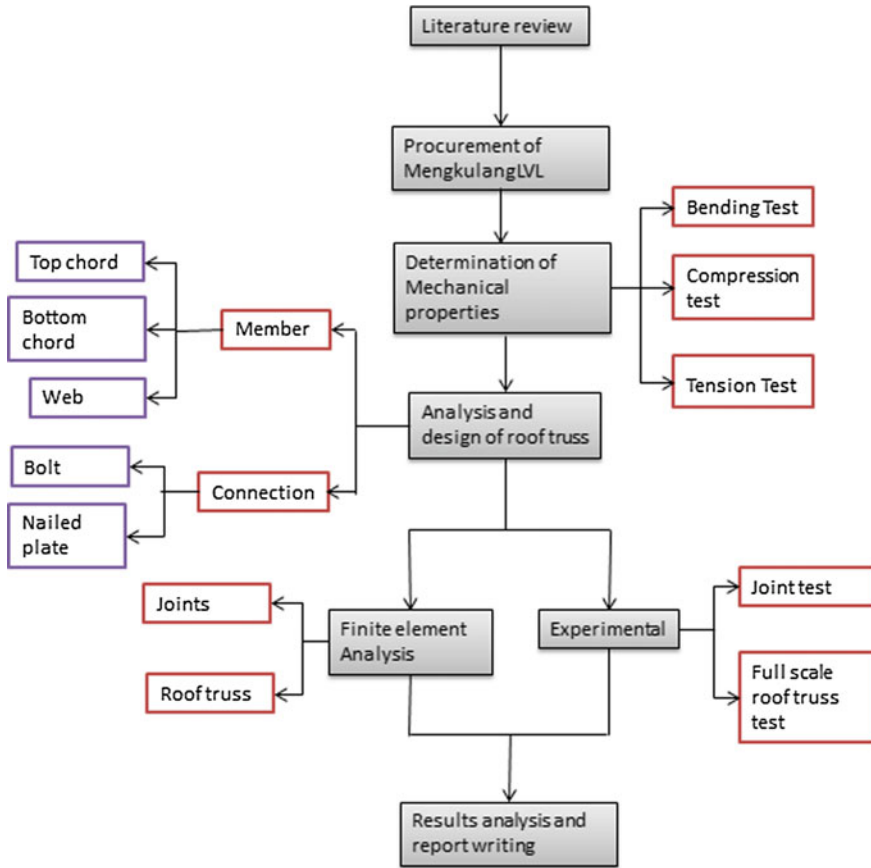 Literature review
Procurement of
MengkulangLVL
Determination of
Mechanical
properties
Bending Test
Compression
test
Tension Test
Analysis and
design of roof truss
Member
Top chord
Bottom
chord
Web
Connection
Bolt
Nailed
plate
Finite element
Analysis
Joints
Roof truss
Experimental
Joint test
Full scale
roof truss
test
Results analysis and
report writing